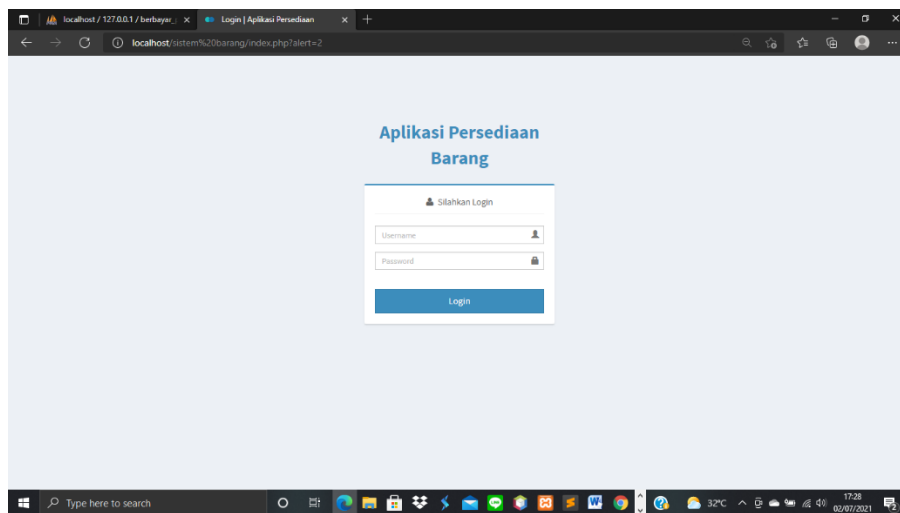 localhost / 127.0.0.1 / berbayar_
Login | Aplikasi Persediaan
localhost/sistem%20barang/index.php?alert=2
Aplikasi Persediaan
Barang
Silahkan Login
Username
Password
Login
Type here to search
32°C
17:28
02/07/2021